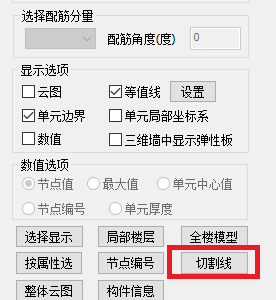 选择配筋分量
配筋角度(度) 0
显示选项
云图 等值线 设置
单元边界 单元局部坐标系
数值 三维墙中显示弹性板
数值选项
节点值 最大值 单元中心值
节点编号 单元厚度
选择显示 局部楼层 全楼模型
按属性选 节点编号 切割线
整体云图 构件信息